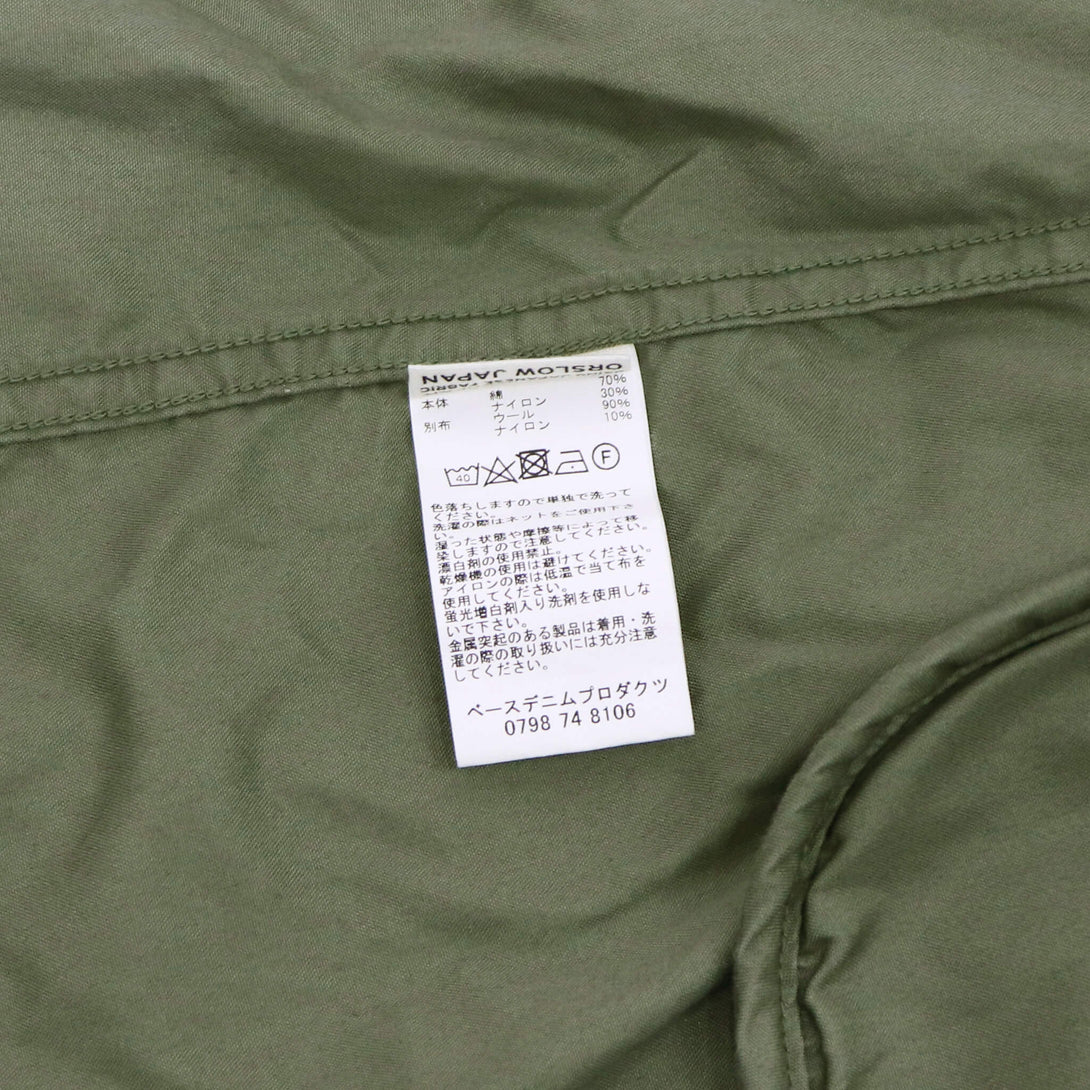 ORSLOW JAPAN
70%
本体 綿 30%
ナイロン 90%
別布 ウール 10%
ナイロン
40 F
色落ちしますので単独で洗って
ください。
洗濯の際はネットをご使用下さ
い。
湿った状態や摩擦等によって移
染しますので注意してください。
漂白剤の使用禁止。
乾燥機の使用は避けてください。
アイロンの際は低温で当て布を
使用してください。
蛍光増白剤入り洗剤を使用しな
いで下さい。
金属突起のある製品は着用・洗
濯の際の取り扱いには充分注意
してください。
ベースデニムプロダクツ
0798 74 8106